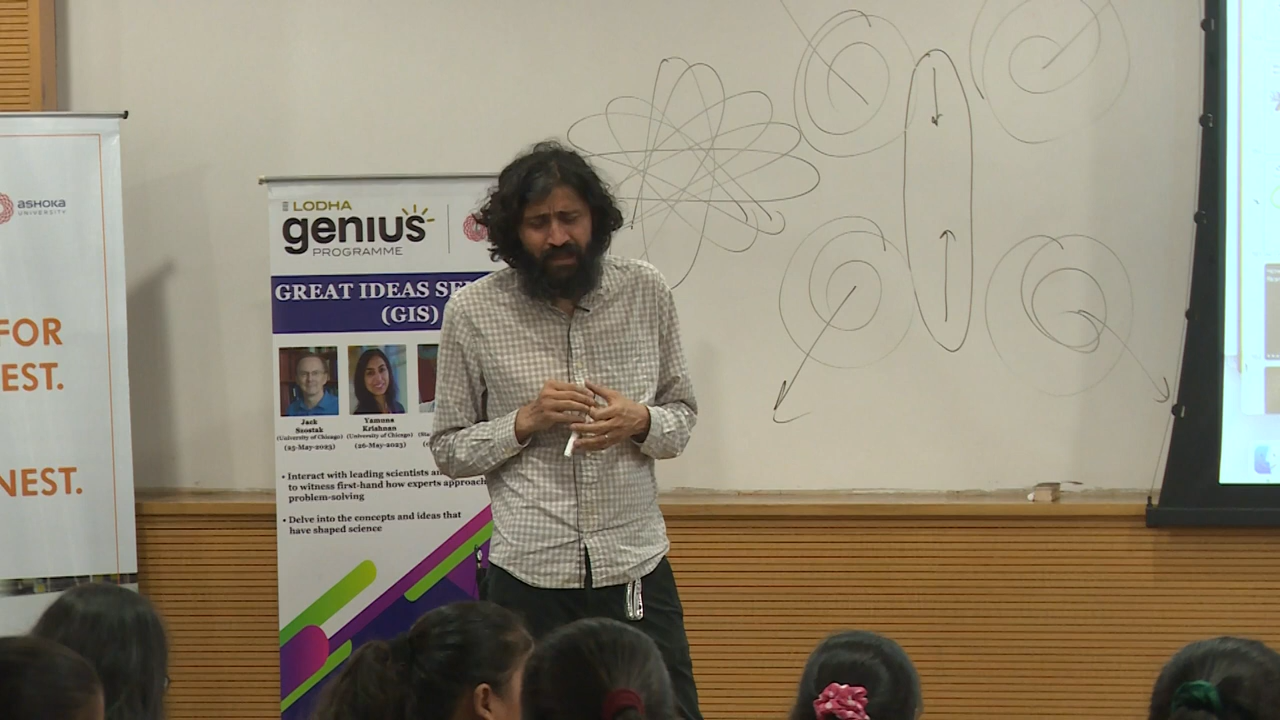 ASHOKA
UNIVERSITY
FOR
EST.
NEST.
LODHA
genius
PROGRAMME
GREAT IDEAS
(GIS)
Jack
Szostak
(University of Chicago)
(25-May-2023)
Yamuna
Krishnan
(University of Chicago)
(26-May-2023)
• Interact with leading scientists
to witness first-hand how experts approach
problem-solving
• Delve into the concepts and ideas that
have shaped science